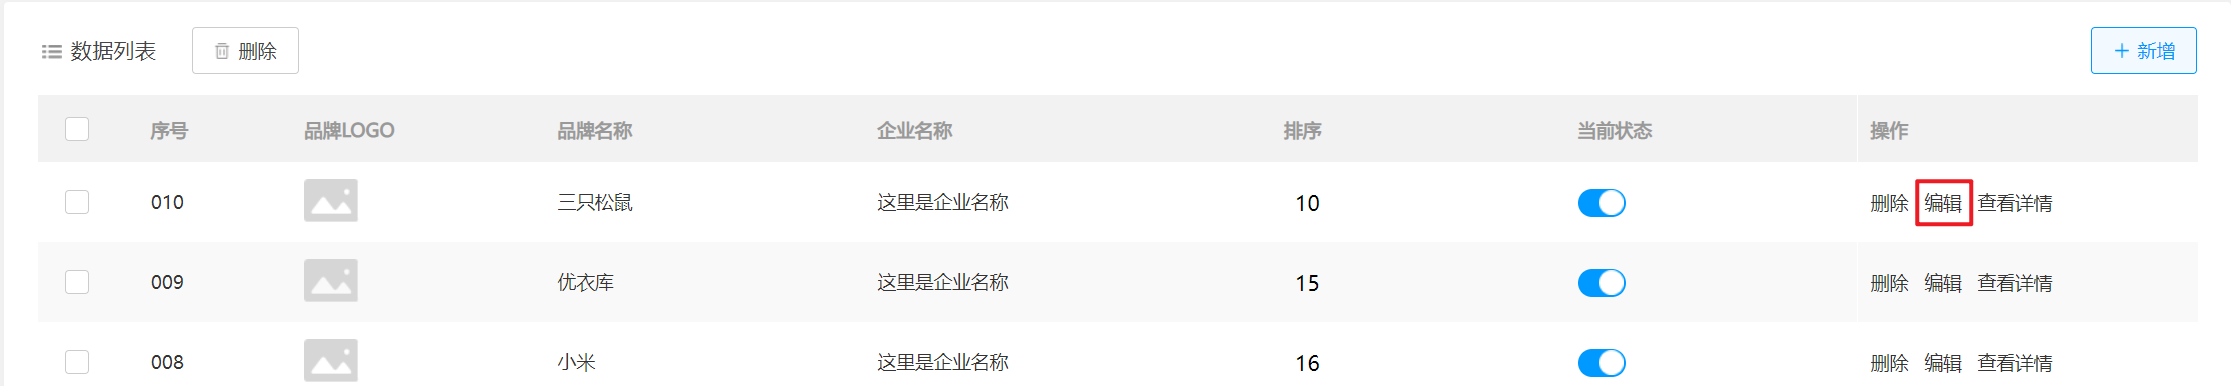 数据列表 删除 新增
序号 品牌LOGO 品牌名称 企业名称 排序 当前状态 操作
010 三只松鼠 这里是企业名称 10 删除 编辑 查看详情
009 优衣库 这里是企业名称 15 删除 编辑 查看详情
008 小米 这里是企业名称 16 删除 编辑 查看详情